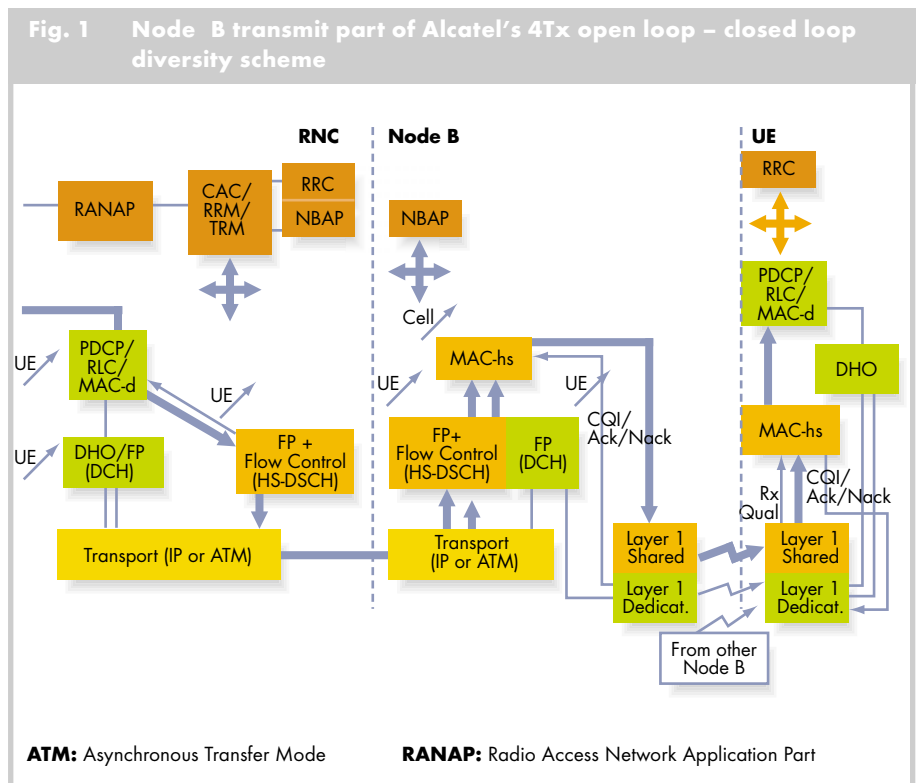 Fig. 1 Node B transmit part of Alcatel's 4Tx open loop – closed loop
diversity scheme
RNC
Node B
UE
RANAP
CAC/
RRM/
TRM
RRC
NBAP
NBAP
RRC
Cell
UE
PDCP/
RLC/
MAC-d
UE
UE
MAC-hs
UE
PDCP/
RLC/
MAC-d
DHO
UE
DHO/FP
(DCH)
FP +
Flow Control
(HS-DSCH)
FP+
Flow Control
(HS-DSCH)
FP
(DCH)
CQI/
Ack/Nack
MAC-hs
Rx
Qual
CQI/
Ack/Nack
Transport (IP or ATM)
Transport
(IP or ATM)
Layer 1
Shared
Layer 1
Dedicat.
Layer 1
Shared
Layer 1
Dedicat.
From other
Node B
ATM: Asynchronous Transfer Mode
RANAP: Radio Access Network Application Part